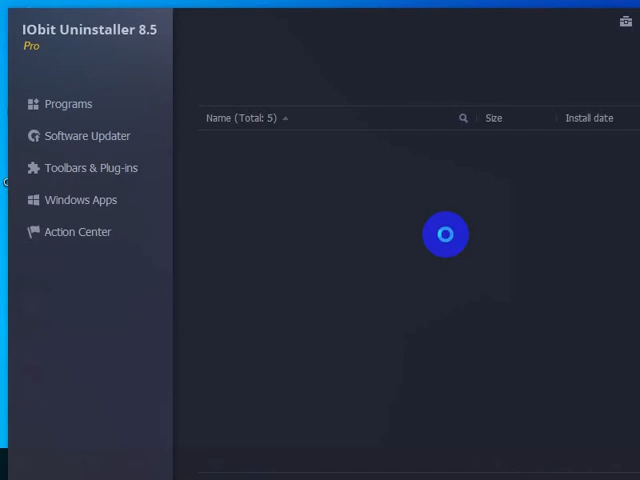 IObit Uninstaller 8.5
Pro
Programs
Software Updater
Toolbars & Plug-ins
Windows Apps
Action Center
Name (Total: 5) Size Install date